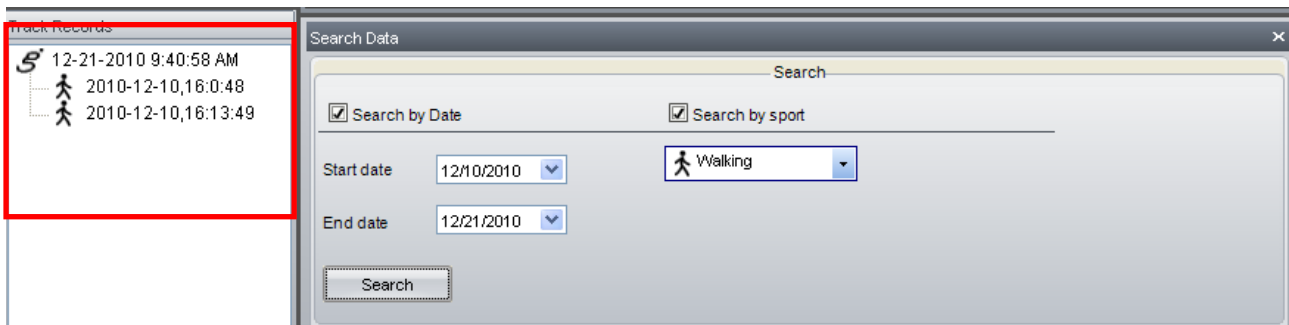 Track Records
12-21-2010 9:40:58 AM
2010-12-10,16:0:48
2010-12-10,16:13:49
Search Data
Search
Search by Date
Search by sport
Start date
12/10/2010
Walking
End date
12/21/2010
Search